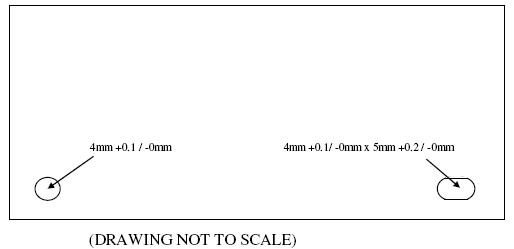 4mm +0.1 / -0mm
4mm +0.1/ -0mm x 5mm +0.2/ -0mm
(DRAWING NOT TO SCALE)